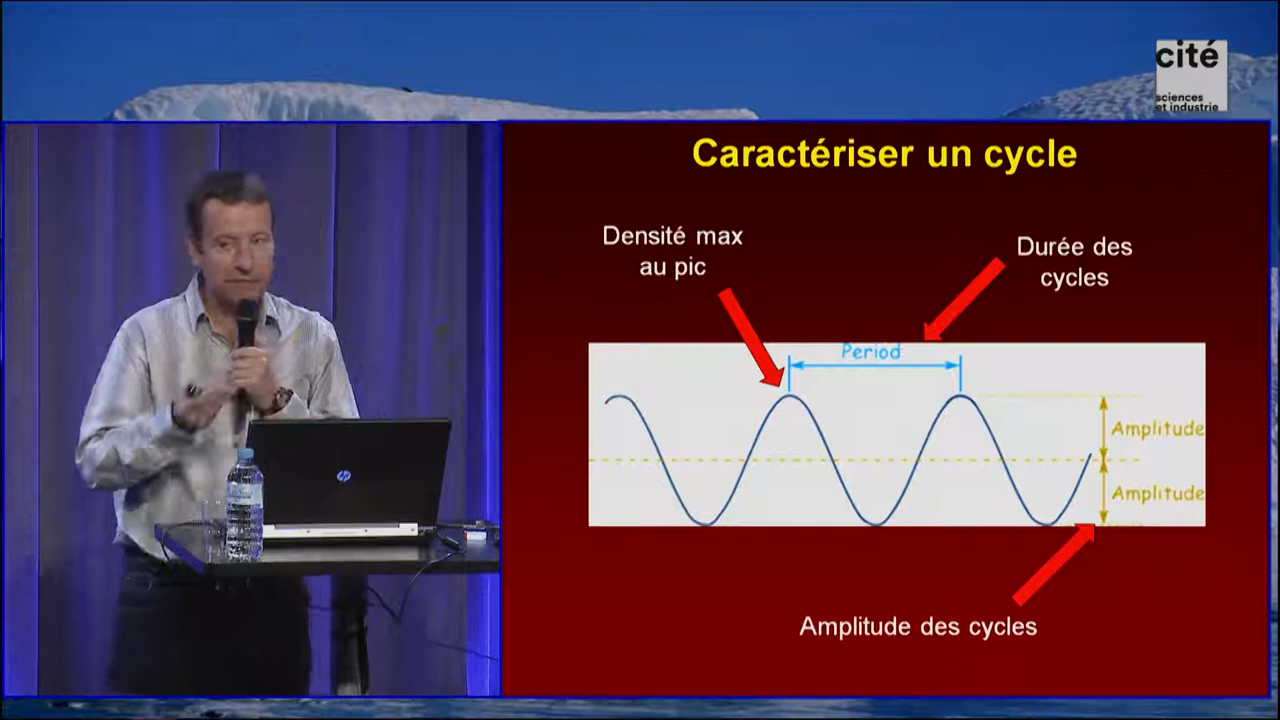 cité
sciences
et industrie
Caractériser un cycle
Densité max
au pic
Durée des
cycles
Period
Amplitude
Amplitude
Amplitude des cycles
hp